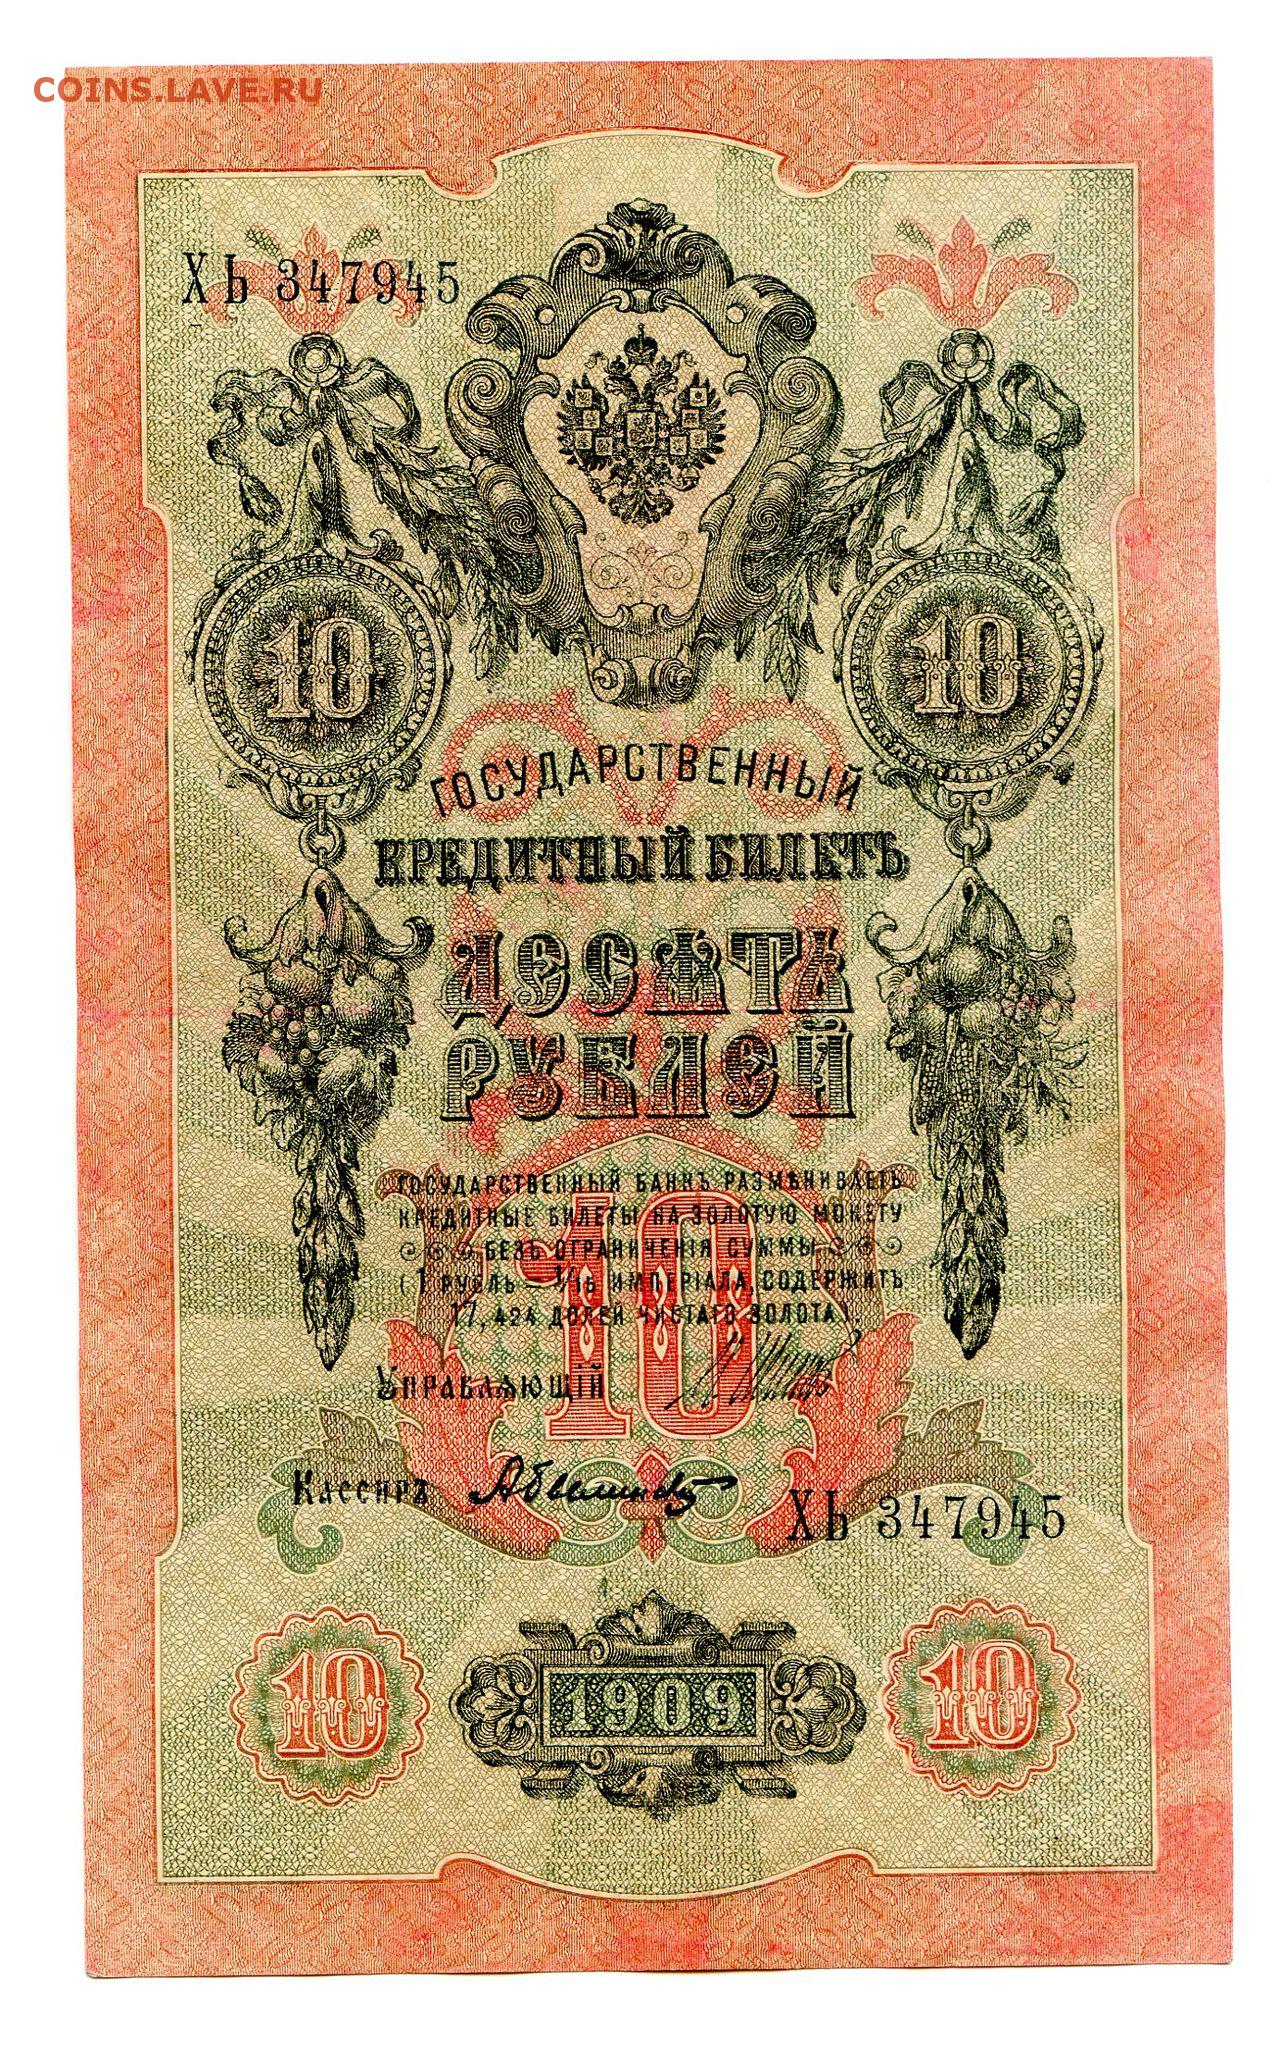 COINS.LAVE.RU
ХЬ 347945
10 10
ГОСУДАРСТВЕННЫЙ
КРЕДИТНЫЙ БИЛЕТЪ
ДЕСЯТЬ
РУБЛЕЙ
ГОСУДАРСТВЕННЫЙ БАНКЪ РАЗМѢНИВАЕТЪ
КРЕДИТНЫЕ БИЛЕТЫ НА ЗОЛОТУЮ МОНЕТУ
БЕЗЪ ОГРАНИЧЕНІЯ СУММЫ
(1 РУБЛЬ = 1/15 ИМПЕРІАЛА, СОДЕРЖИТЪ
17,424 ДОЛЕЙ ЧИСТАГО ЗОЛОТА).
10
УПРАВЛЯЮЩІЙ
Кассиръ
ХЬ 347945
10 1909 10